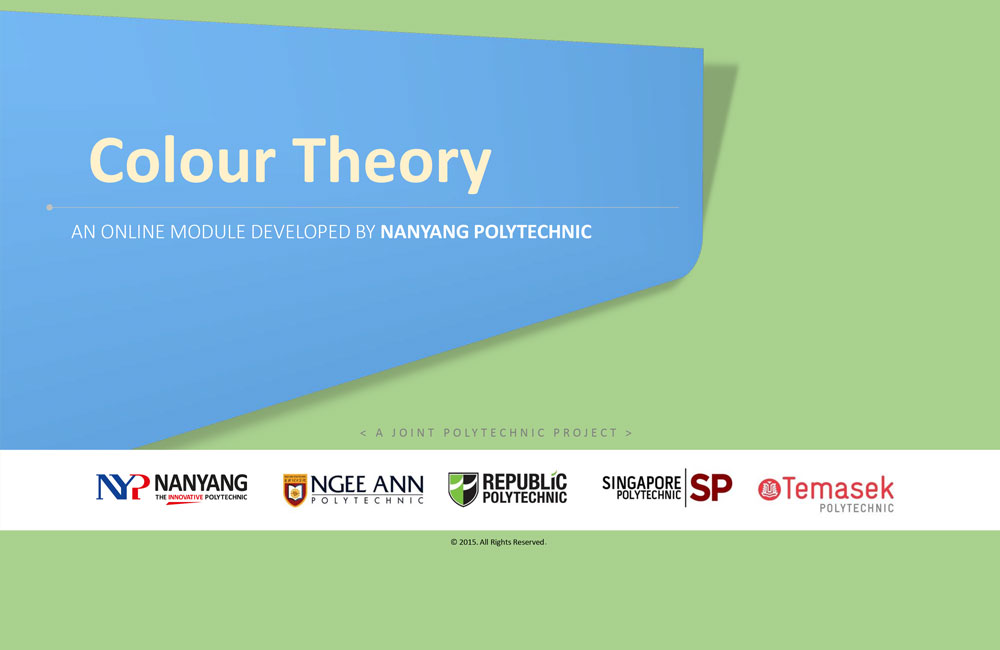 Colour Theory
AN ONLINE MODULE DEVELOPED BY NANYANG POLYTECHNIC
< A JOINT POLYTECHNIC PROJECT >
NYP NANYANG
THE INNOVATIVE POLYTECHNIC
NGEE ANN
POLYTECHNIC
REPUBLIC
POLYTECHNIC
SINGAPORE
POLYTECHNIC
SP
Temasek
POLYTECHNIC
© 2015. All Rights Reserved.